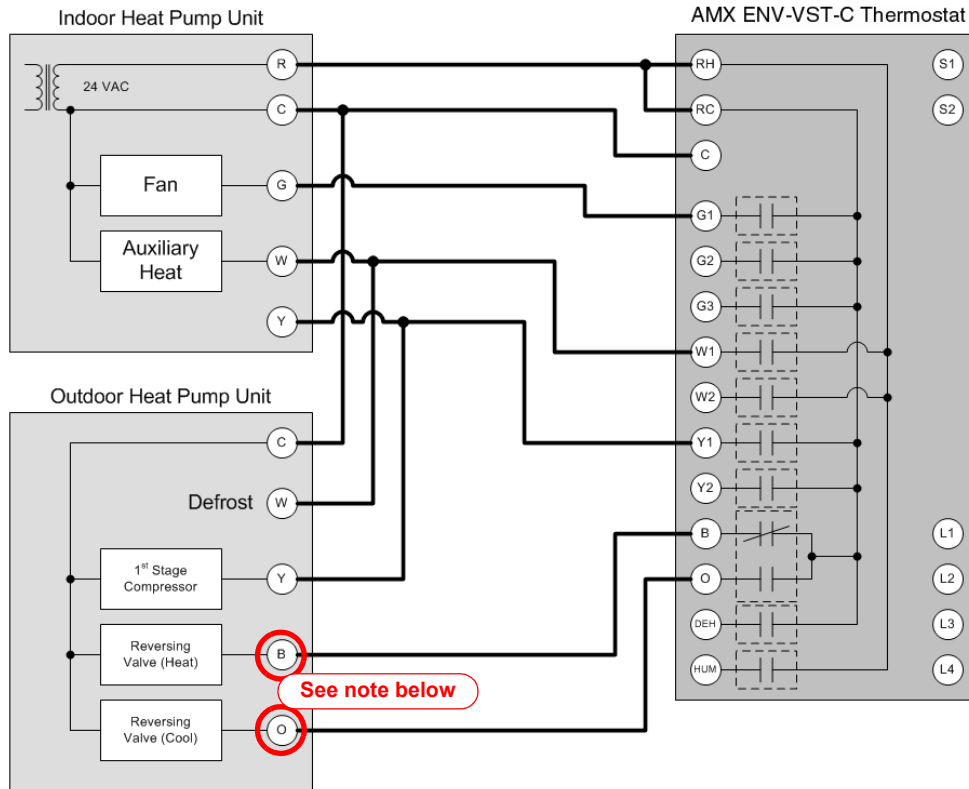 Indoor Heat Pump Unit
24 VAC
R
C
Fan
G
Auxiliary
Heat
W
Y
Outdoor Heat Pump Unit
C
Defrost
W
1st Stage
Compressor
Y
Reversing
Valve (Heat)
B
See note below
Reversing
Valve (Cool)
O
AMX ENV-VST-C Thermostat
RH
S1
RC
S2
C
G1
G2
G3
W1
W2
Y1
Y2
B
L1
O
L2
DEH
L3
HUM
L4